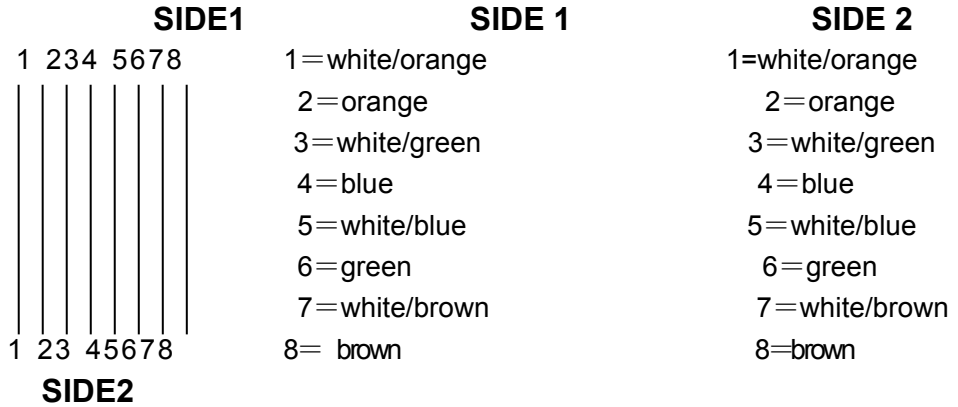 SIDE1 SIDE 1 SIDE 2
1 234 5678 1＝white/orange 1=white/orange
2＝orange 2＝orange
3＝white/green 3＝white/green
4＝blue 4＝blue
5＝white/blue 5＝white/blue
6＝green 6＝green
7＝white/brown 7＝white/brown
1 23 45678 8＝ brown 8＝brown
SIDE2